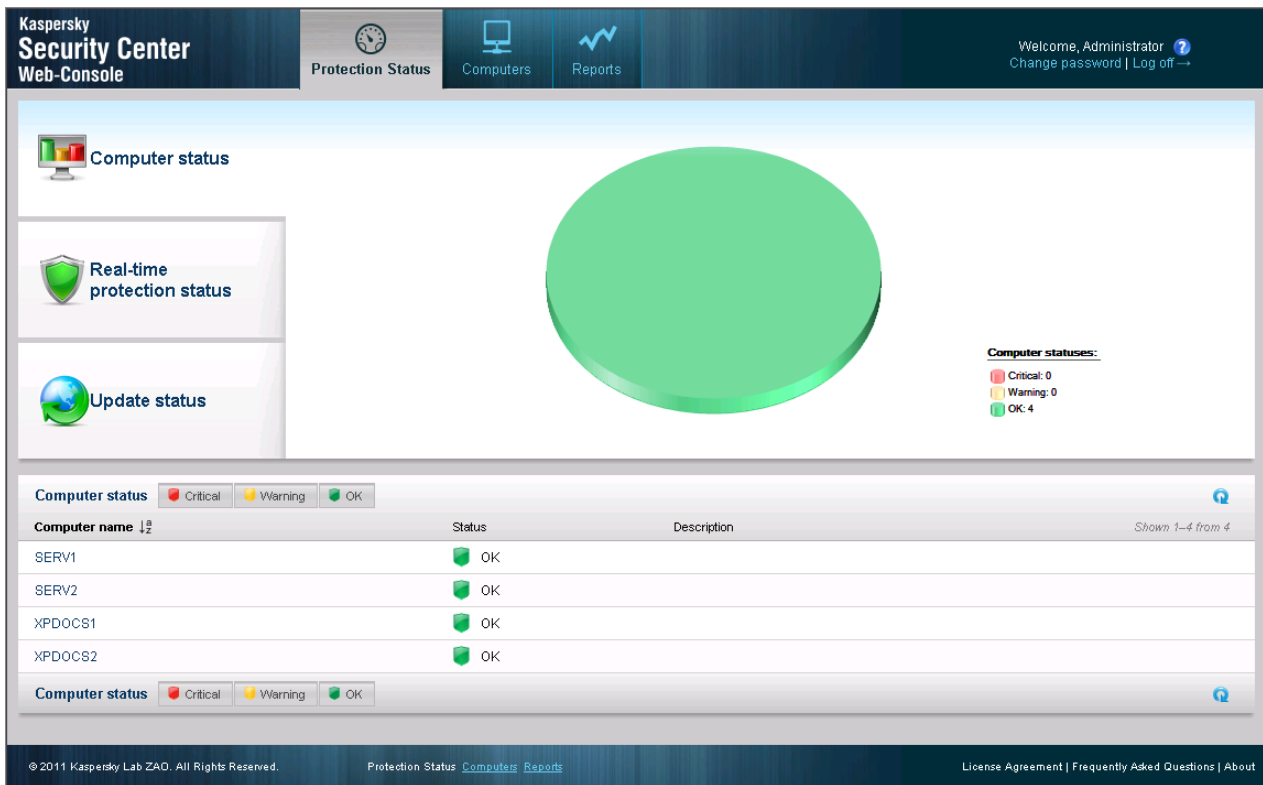 Kaspersky
Security Center
Web-Console
Protection Status
Computers
Reports
Welcome, Administrator ?
Change password | Log off →
Computer status
Real-time
protection status
Update status
Computer statuses:
Critical: 0
Warning: 0
OK: 4
Computer status Critical Warning OK
Computer name ↓a z Status Description Shown 1–4 from 4
SERV1 OK
SERV2 OK
XPDOCS1 OK
XPDOCS2 OK
Computer status Critical Warning OK
© 2011 Kaspersky Lab ZAO. All Rights Reserved. Protection Status Computers Reports License Agreement | Frequently Asked Questions | About